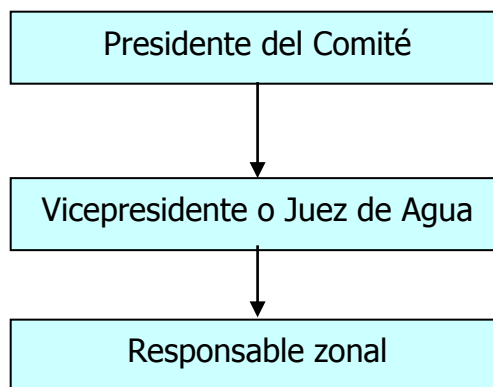 Presidente del Comité
Vicepresidente o Juez de Agua
Responsable zonal